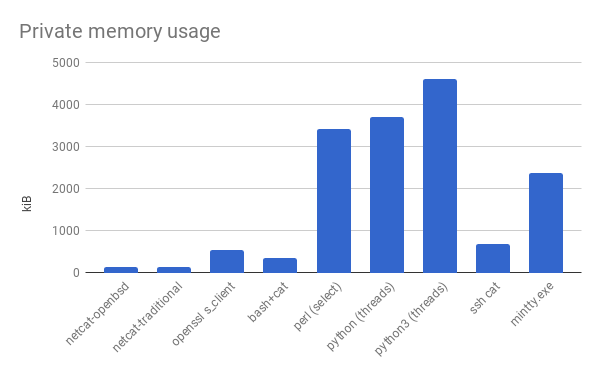 Private memory usage
kiB
5000
4000
3000
2000
1000
0
netcat-openbsd
netcat-traditional
openssl s_client
bash+cat
perl (select)
python (threads)
python3 (threads)
ssh cat
mintty.exe